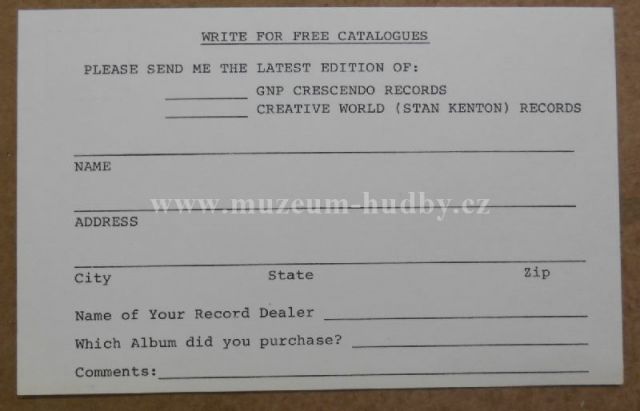 WRITE FOR FREE CATALOGUES
PLEASE SEND ME THE LATEST EDITION OF:
GNP CRESCENDO RECORDS
CREATIVE WORLD (STAN KENTON) RECORDS
NAME
www.muzeum-hudby.cz
ADDRESS
City State Zip
Name of Your Record Dealer
Which Album did you purchase?
Comments: